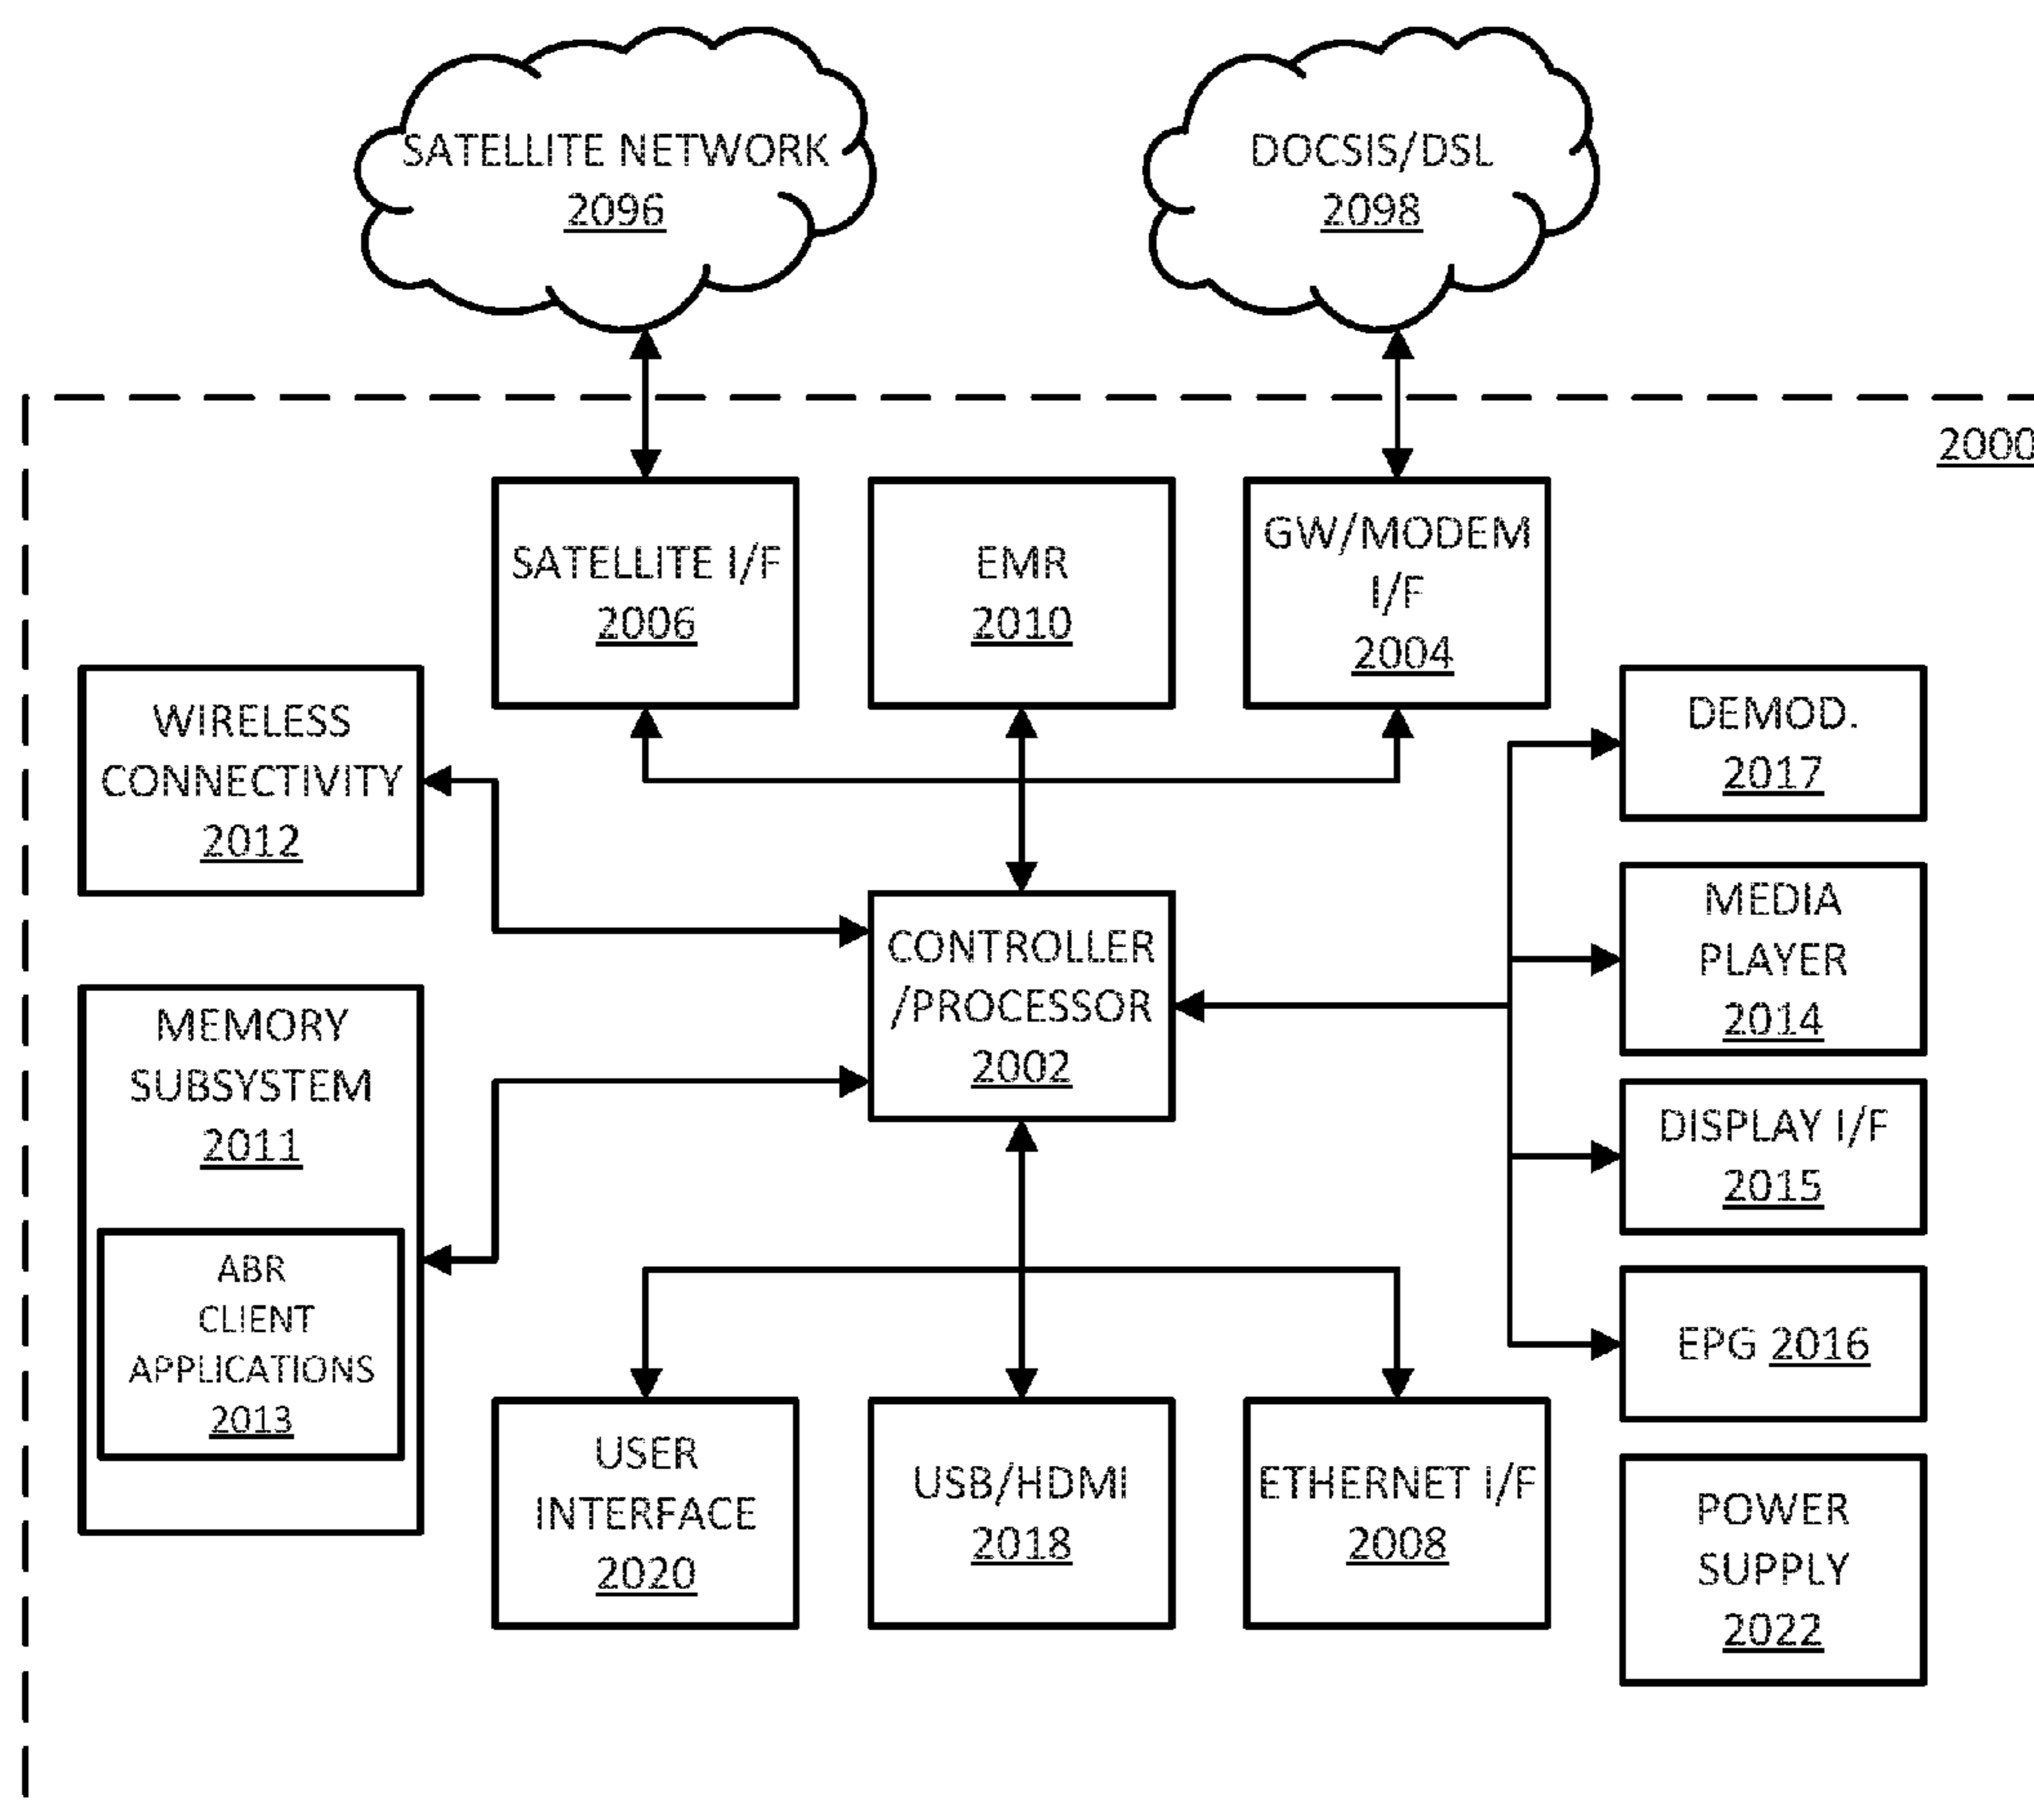 SATELLITE NETWORK
2096
DOCSIS/DSL
2098
2000
SATELLITE I/F
2006
EMR
2010
GW/MODEM
I/F
2004
WIRELESS
CONNECTIVITY
2012
DEMOD.
2017
MEDIA
PLAYER
2014
CONTROLLER
/PROCESSOR
2002
MEMORY
SUBSYSTEM
2011
ABR
CLIENT
APPLICATIONS
2013
DISPLAY I/F
2015
EPG 2016
USER
INTERFACE
2020
USB/HDMI
2018
ETHERNET I/F
2008
POWER
SUPPLY
2022